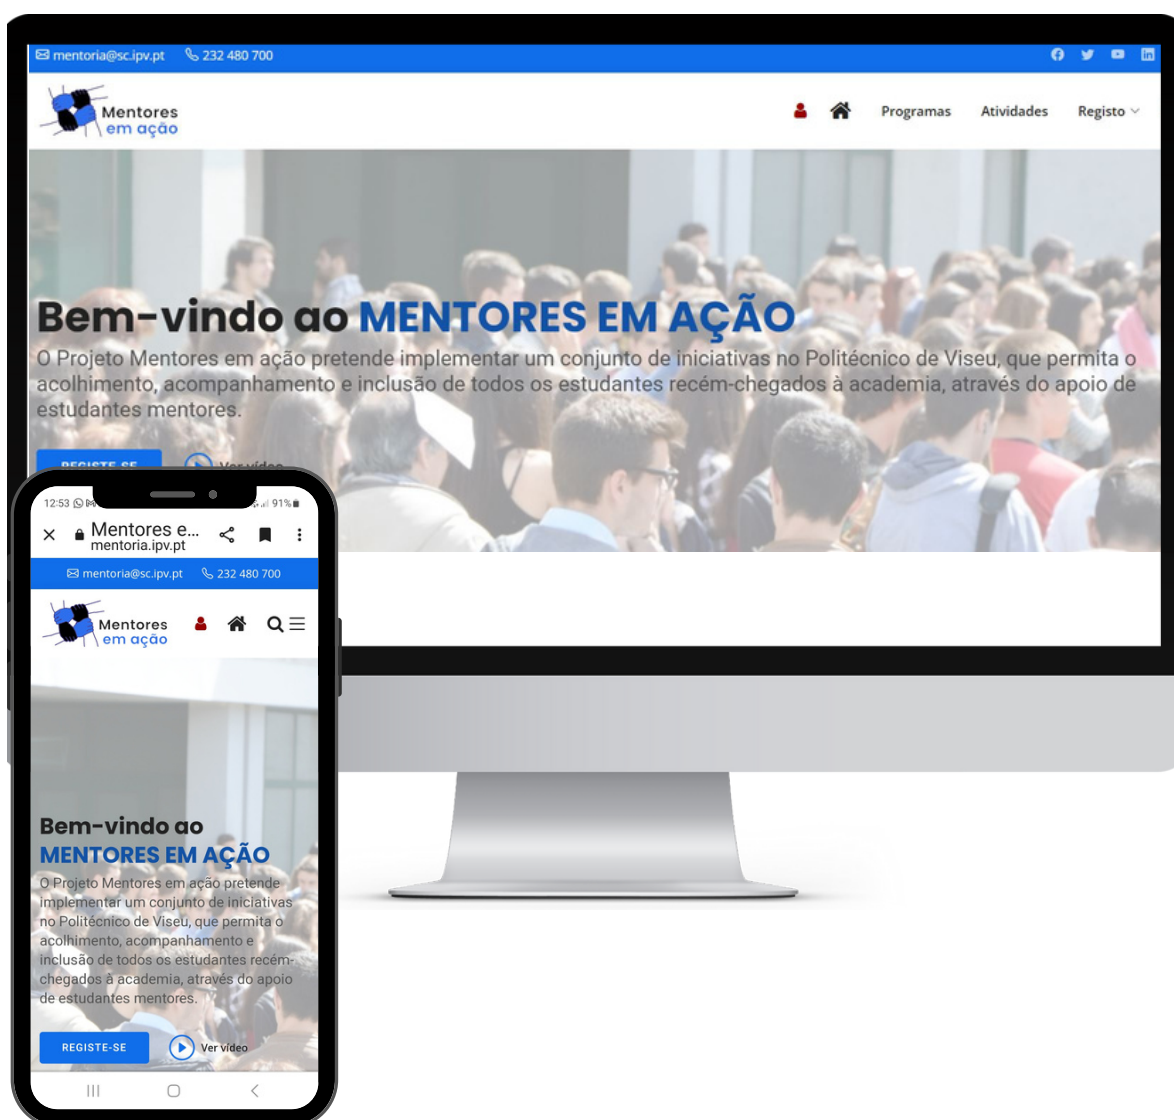 mentoria@sc.ipv.pt 232 480 700
Mentores
em ação
Programas Atividades Registo
Bem-vindo ao MENTORES EM AÇÃO
O Projeto Mentores em ação pretende implementar um conjunto de iniciativas no Politécnico de Viseu, que permita o
acolhimento, acompanhamento e inclusão de todos os estudantes recém-chegados à academia, através do apoio de
estudantes mentores.
REGISTE-SE Ver vídeo
12:53 91%
Mentores e...
mentoria.ipv.pt
mentoria@sc.ipv.pt 232 480 700
Mentores
em ação
Bem-vindo ao
MENTORES EM AÇÃO
O Projeto Mentores em ação pretende
implementar um conjunto de iniciativas
no Politécnico de Viseu, que permita o
acolhimento, acompanhamento e
inclusão de todos os estudantes recém-
chegados à academia, através do apoio
de estudantes mentores.
REGISTE-SE Ver vídeo